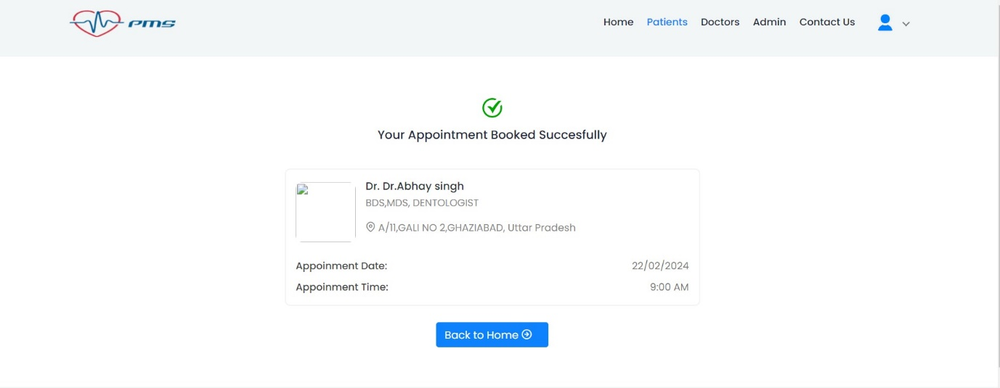 PMS
Home Patients Doctors Admin Contact Us
Your Appointment Booked Succesfully
Dr. Dr.Abhay singh
BDS,MDS, DENTOLOGIST
A/11,GALI NO 2,GHAZIABAD, Uttar Pradesh
Appoinment Date: 22/02/2024
Appoinment Time: 9:00 AM
Back to Home